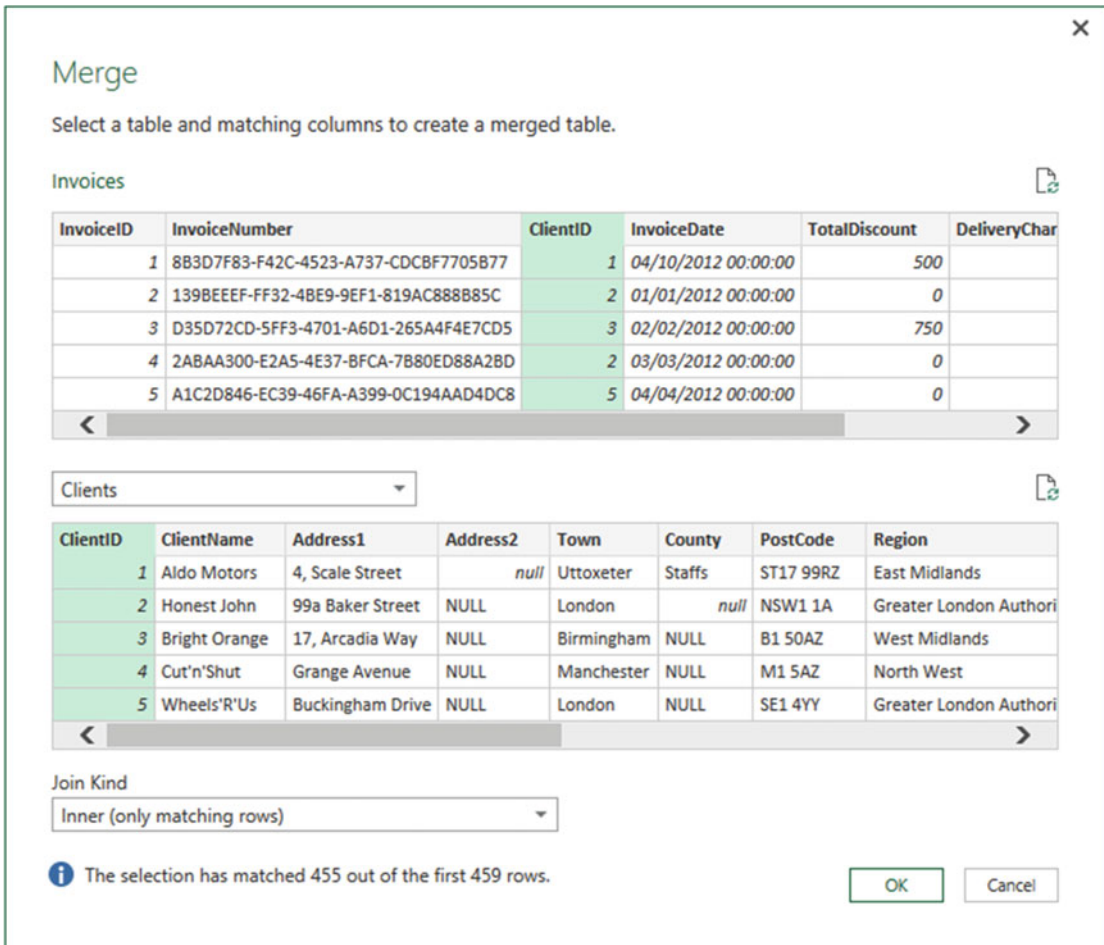 Merge
Select a table and matching columns to create a merged table.
Invoices
InvoiceID InvoiceNumber ClientID InvoiceDate TotalDiscount DeliveryChar
1 8B3D7F83-F42C-4523-A737-CDCBF7705B77 1 04/10/2012 00:00:00 500
2 139BEEEF-FF32-4BE9-9EF1-819AC888B85C 2 01/01/2012 00:00:00 0
3 D35D72CD-5FF3-4701-A6D1-265A4F4E7CD5 3 02/02/2012 00:00:00 750
4 2ABAA300-E2A5-4E37-BFCA-7B80ED88A2BD 2 03/03/2012 00:00:00 0
5 A1C2D846-EC39-46FA-A399-0C194AAD4DC8 5 04/04/2012 00:00:00 0
Clients
ClientID ClientName Address1 Address2 Town County PostCode Region
1 Aldo Motors 4, Scale Street null Uttoxeter Staffs ST17 99RZ East Midlands
2 Honest John 99a Baker Street NULL London null NSW1 1A Greater London Authori
3 Bright Orange 17, Arcadia Way NULL Birmingham NULL B1 50AZ West Midlands
4 Cut'n'Shut Grange Avenue NULL Manchester NULL M1 5AZ North West
5 Wheels'R'Us Buckingham Drive NULL London NULL SE1 4YY Greater London Authori
Join Kind
Inner (only matching rows)
The selection has matched 455 out of the first 459 rows.
OK Cancel